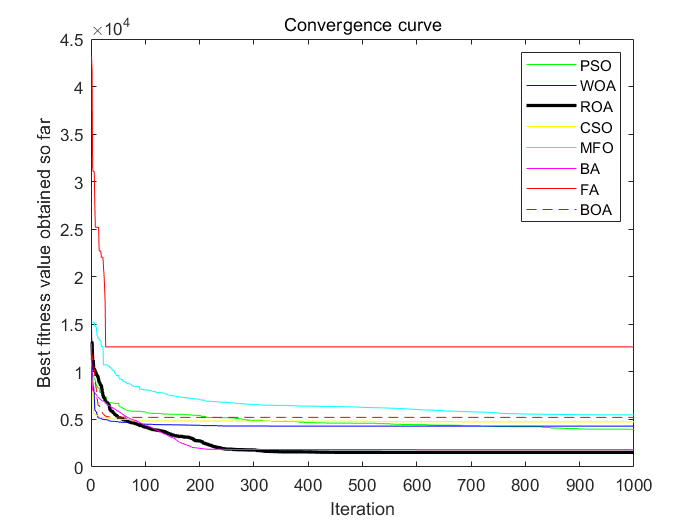 Convergence curve
×10^4
4.5
4
3.5
3
2.5
2
1.5
1
0.5
0
Best fitness value obtained so far
PSO
WOA
ROA
CSO
MFO
BA
FA
BOA
0 100 200 300 400 500 600 700 800 900 1000
Iteration